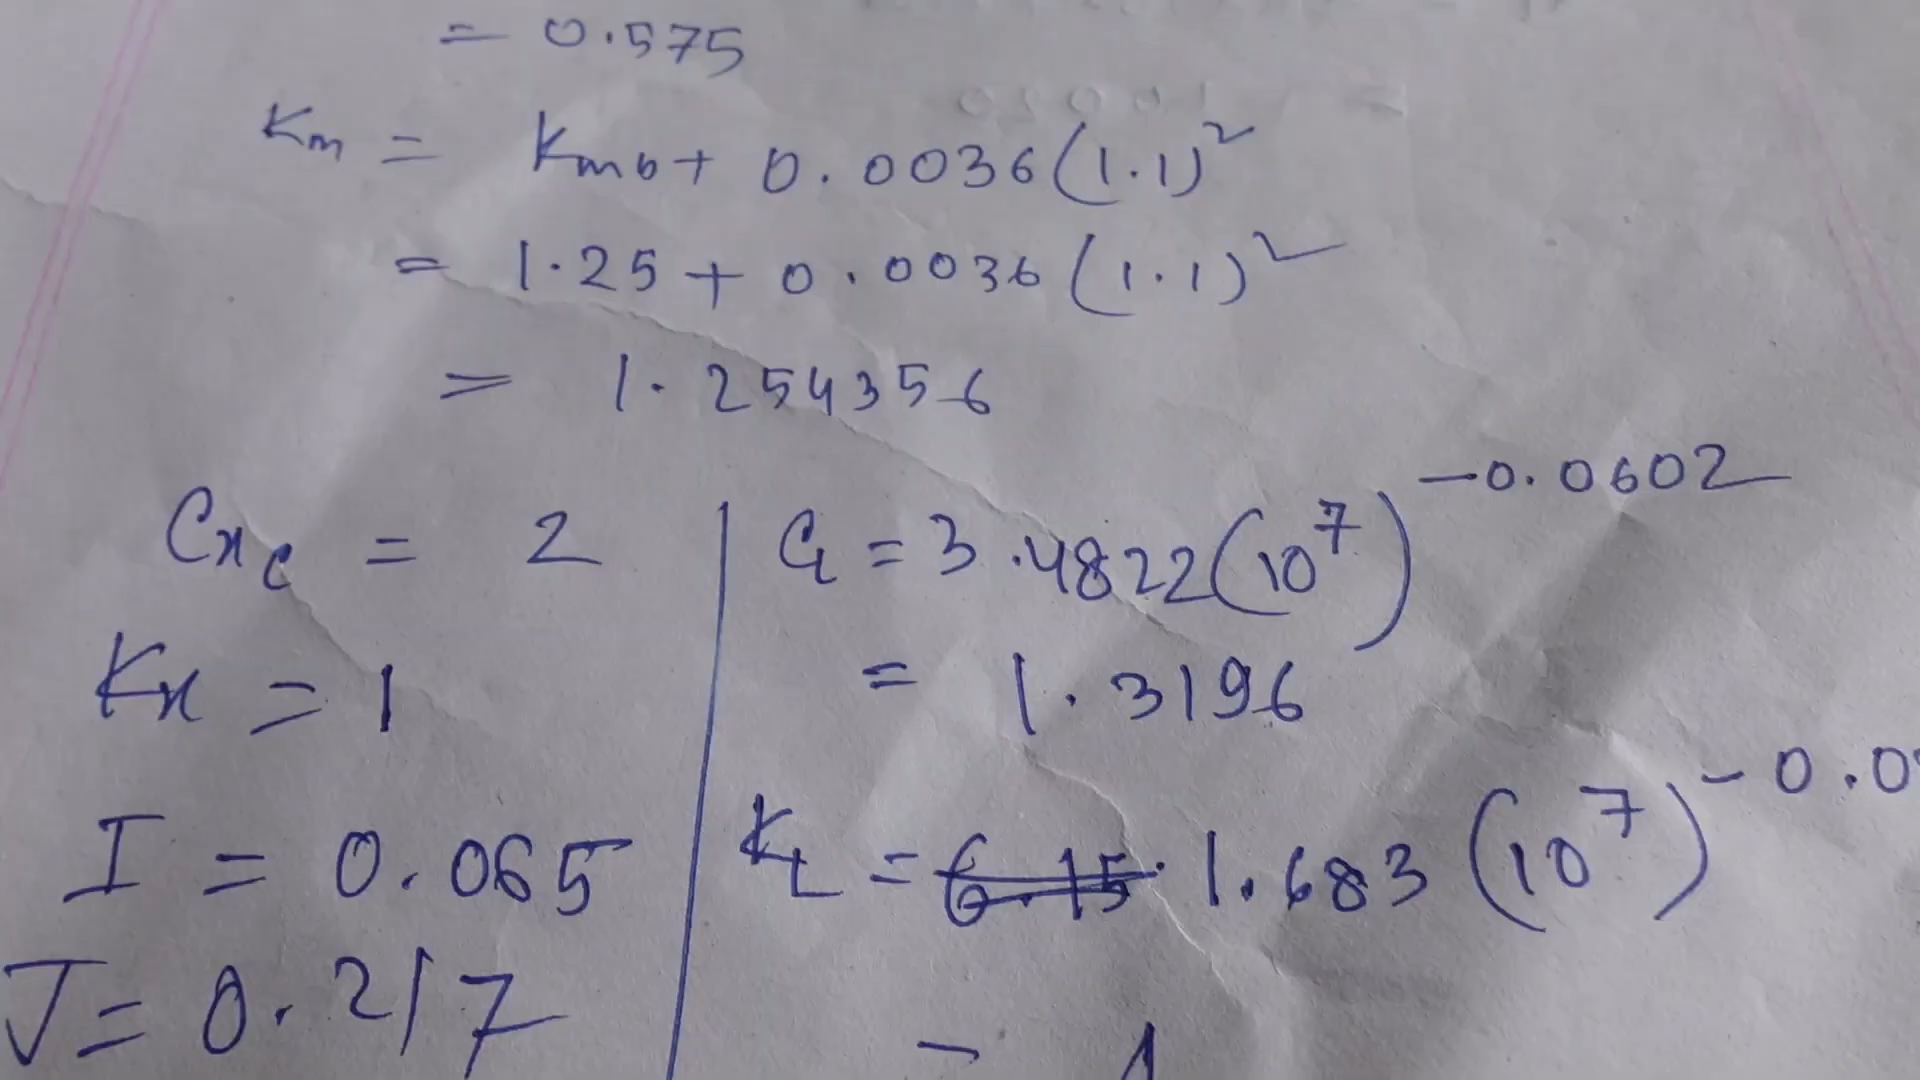 = 0.575
Km = Kmb + 0.0036(1.1)²
= 1.25 + 0.0036(1.1)²
= 1.254356
Cxc = 2
Kx = 1
I = 0.065
J = 0.217
CL = 3.4822(10⁷)^-0.0602
= 1.3196
KL = 6.15 1.683 (10⁷)^-0.0